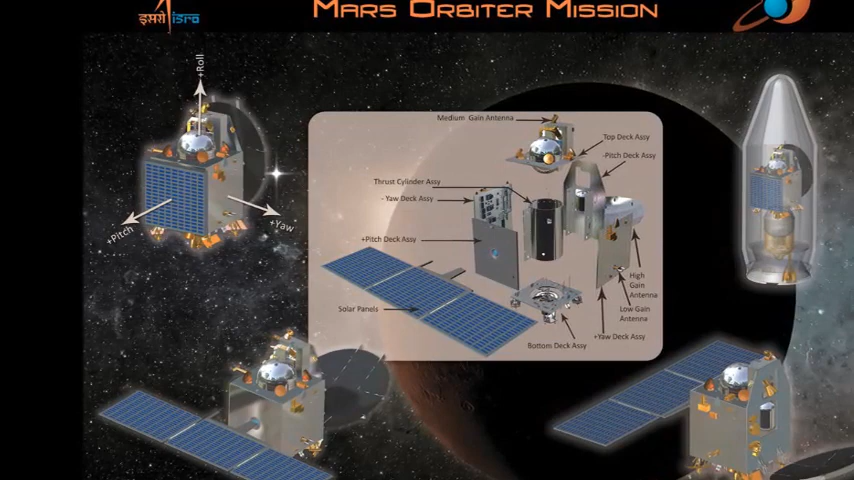 इसरो isro
MARS ORBITER MISSION
+Roll
+Pitch
+Yaw
Medium Gain Antenna
Top Deck Assy
-Pitch Deck Assy
Thrust Cylinder Assy
- Yaw Deck Assy
+Pitch Deck Assy
High
Gain
Antenna
Solar Panels
Low Gain
Antenna
+Yaw Deck Assy
Bottom Deck Assy